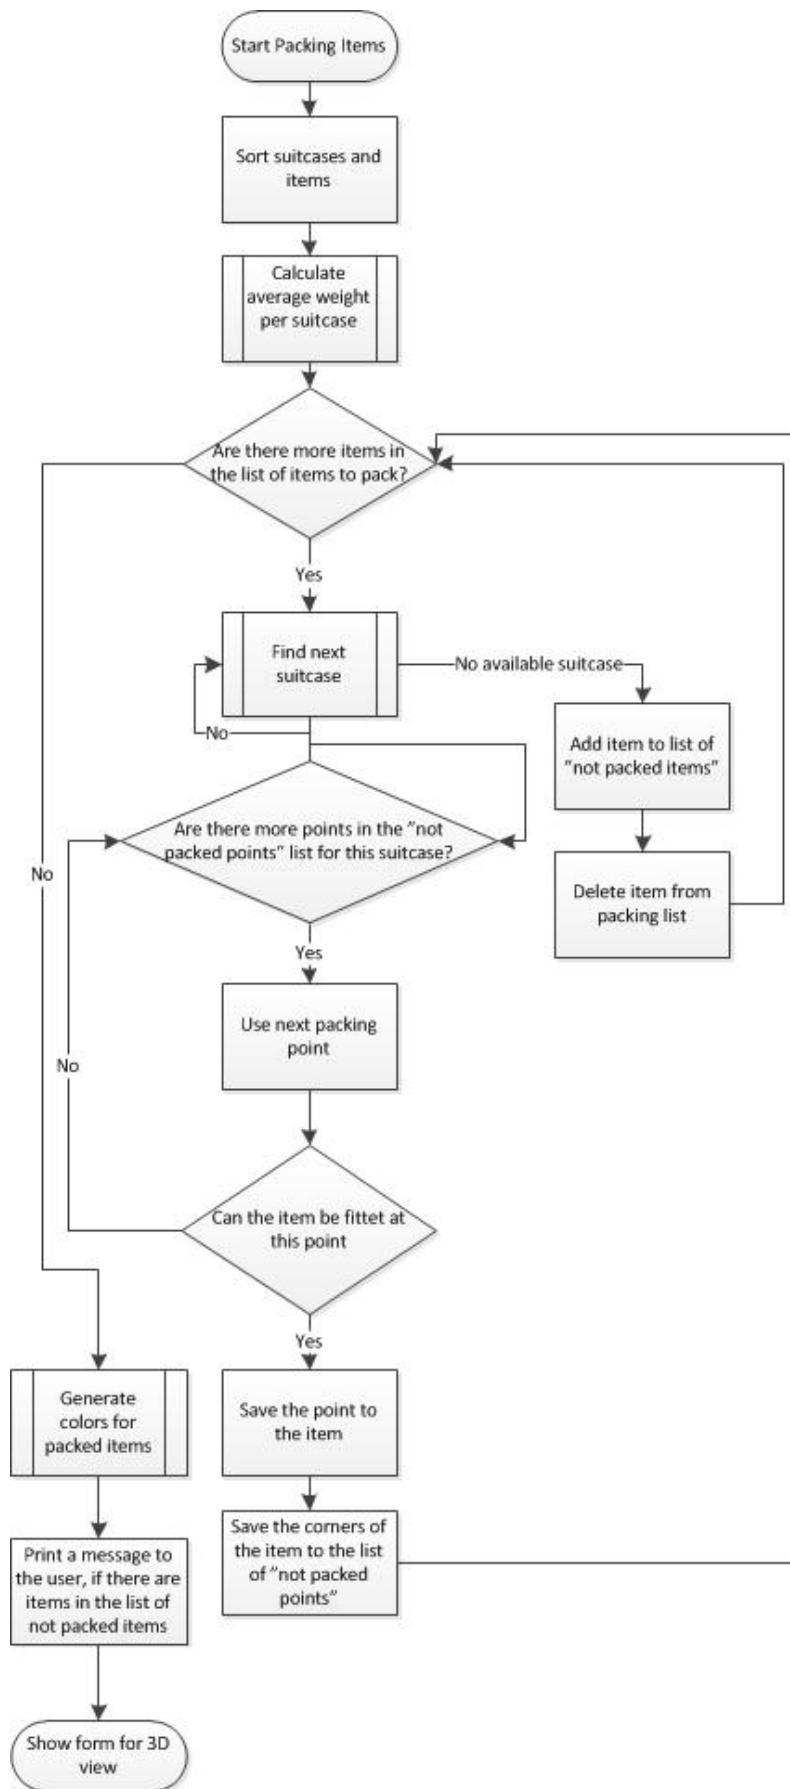 Start Packing Items
Sort suitcases and
items
Calculate
average weight
per suitcase
Are there more items in
the list of items to pack?
Yes
Find next
suitcase
No available suitcase
No
Add item to list of
"not packed items"
Are there more points in the "not
packed points" list for this suitcase?
No
Delete item from
packing list
Yes
Use next packing
point
No
Can the item be fittet at
this point
Yes
Generate
colors for
packed items
Save the point to
the item
Print a message to
the user, if there are
items in the list of
not packed items
Save the corners of
the item to the list
of "not packed
points"
Show form for 3D
view